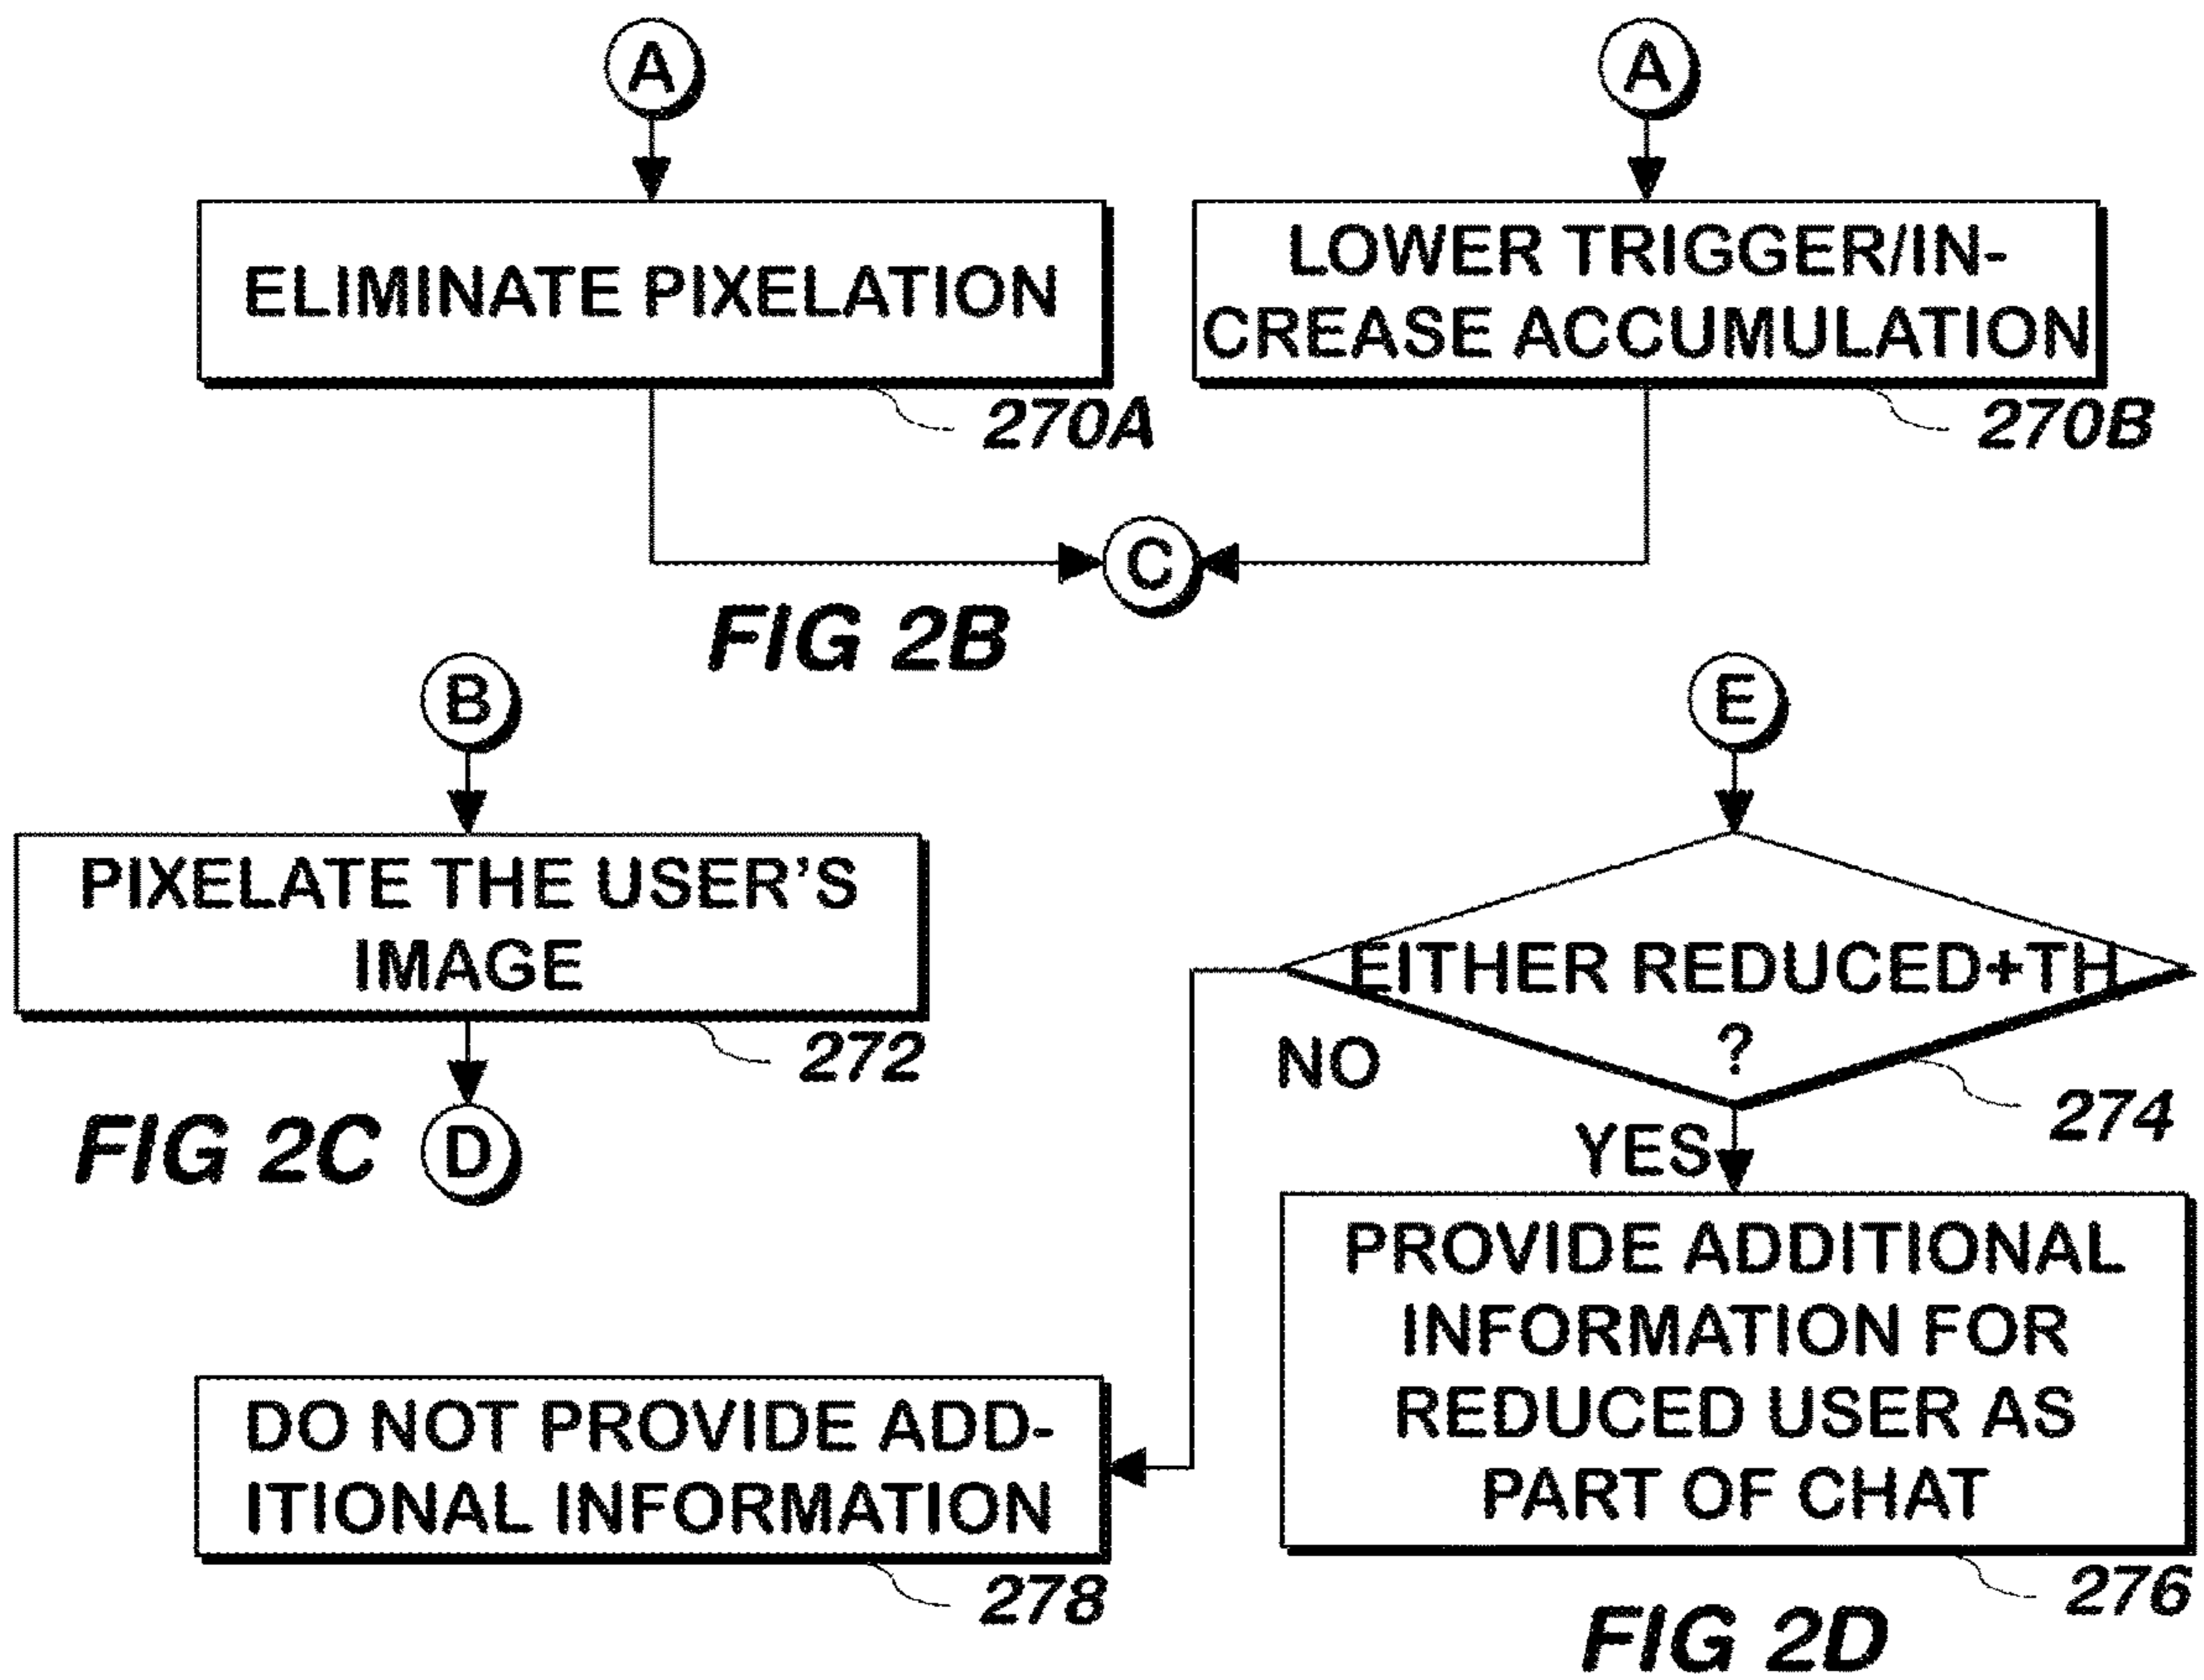 A
A
ELIMINATE PIXELATION
LOWER TRIGGER/IN-
CREASE ACCUMULATION
270A
270B
C
FIG 2B
B
E
PIXELATE THE USER'S
IMAGE
272
EITHER REDUCED+TH
?
NO
274
YES
FIG 2C
D
PROVIDE ADDITIONAL
INFORMATION FOR
REDUCED USER AS
PART OF CHAT
276
DO NOT PROVIDE ADD-
ITIONAL INFORMATION
278
FIG 2D